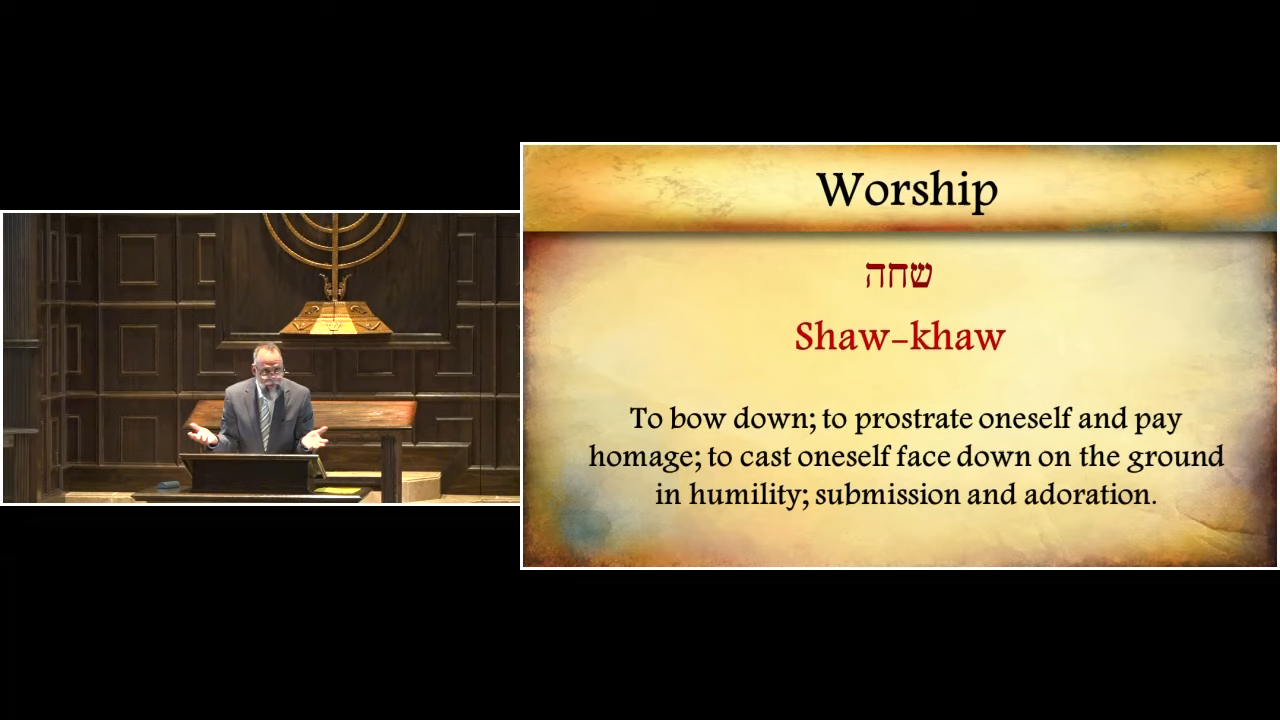 Worship
שחה
Shaw-khaw
To bow down; to prostrate oneself and pay
homage; to cast oneself face down on the ground
in humility; submission and adoration.